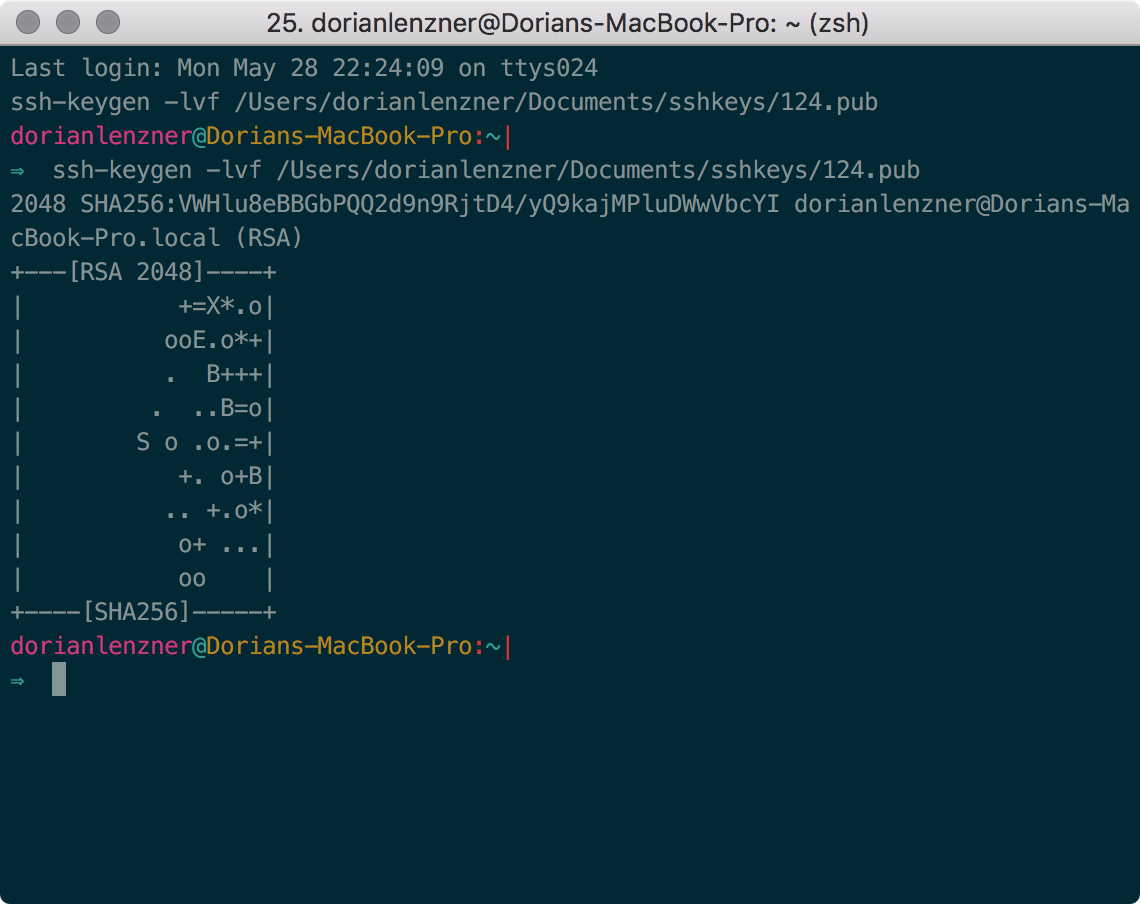 25. dorianlenzner@Dorians-MacBook-Pro: ~ (zsh)
Last login: Mon May 28 22:24:09 on ttys024
ssh-keygen -lvf /Users/dorianlenzner/Documents/sshkeys/124.pub
dorianlenzner@Dorians-MacBook-Pro:~|
⇒  ssh-keygen -lvf /Users/dorianlenzner/Documents/sshkeys/124.pub
2048 SHA256:VWHlu8eBBGbPQQ2d9n9RjtD4/yQ9kajMPluDWwVbcYI dorianlenzner@Dorians-Ma
cBook-Pro.local (RSA)
+---[RSA 2048]----+
|           +=X*.o|
|          ooE.o*+|
|          .  B+++|
|         .  ..B=o|
|        S o .o.=+|
|           +. o+B|
|          .. +.o*|
|           o+ ...|
|           oo    |
+----[SHA256]-----+
dorianlenzner@Dorians-MacBook-Pro:~|
⇒